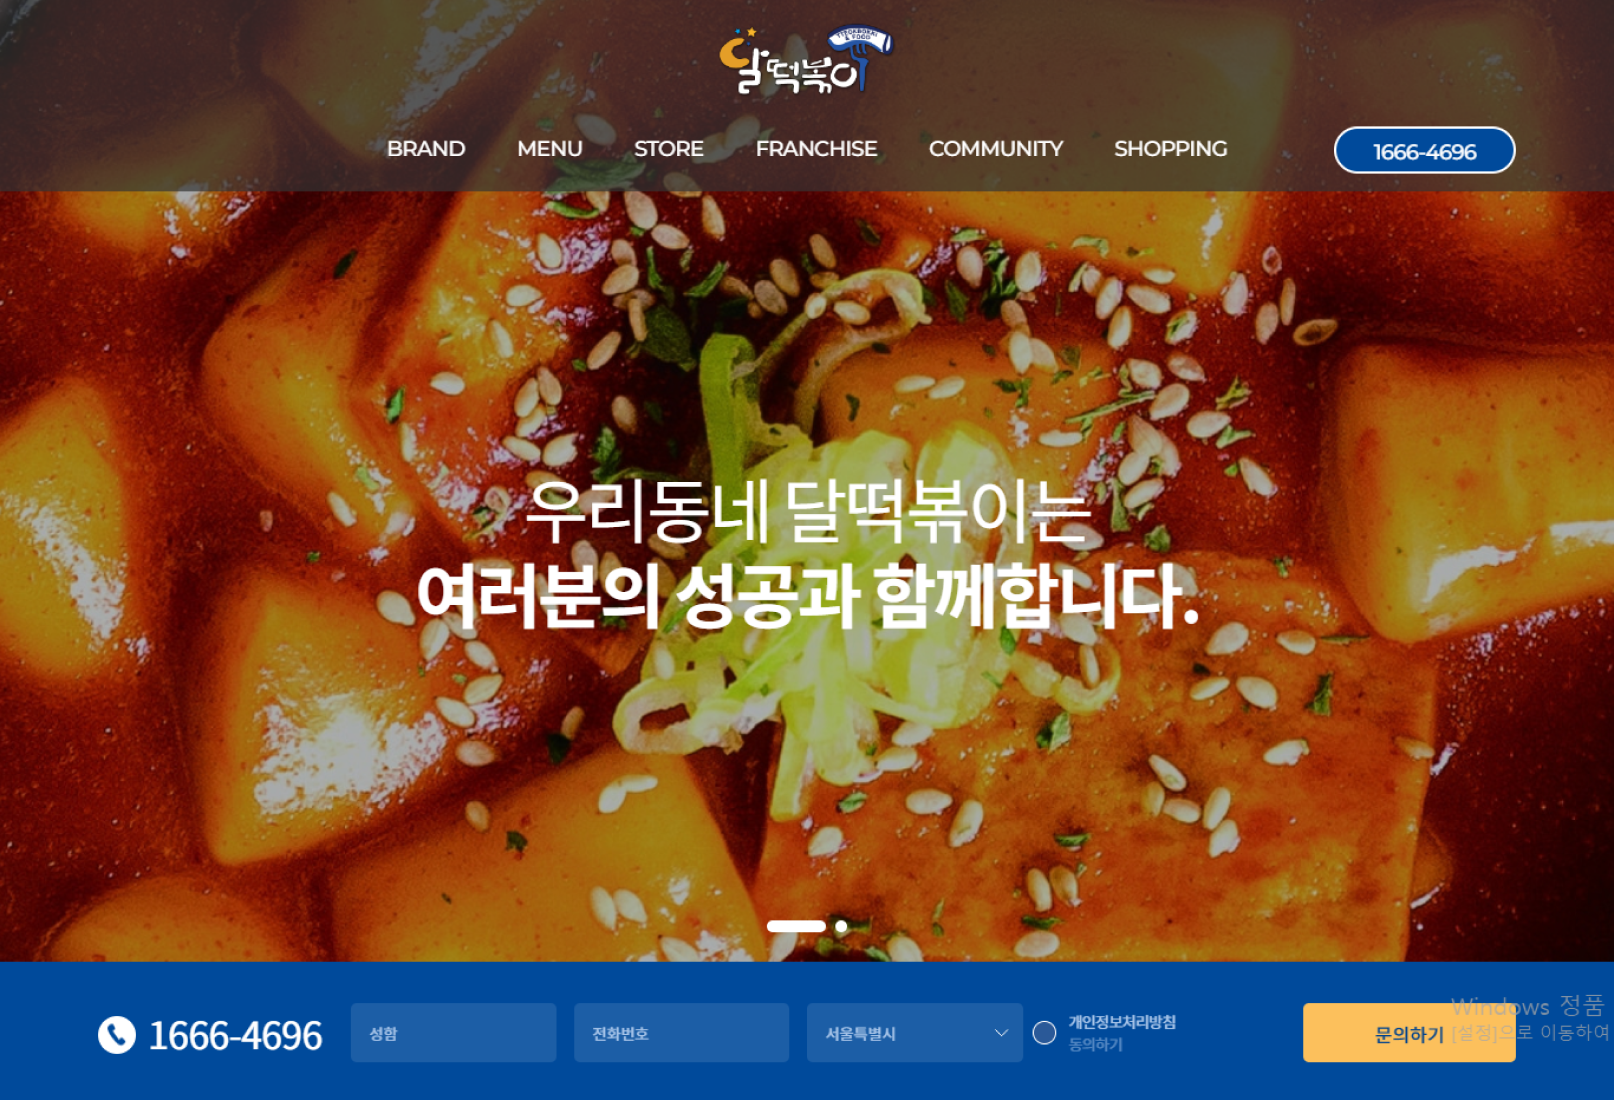 TTEOKBOKKI
& FOOD
달떡볶이
BRAND MENU STORE FRANCHISE COMMUNITY SHOPPING 1666-4696
우리동네 달떡볶이는
여러분의 성공과 함께합니다.
1666-4696 성함 전화번호 서울특별시 개인정보처리방침
동의하기
문의하기
Windows 정품
[설정]으로 이동하여